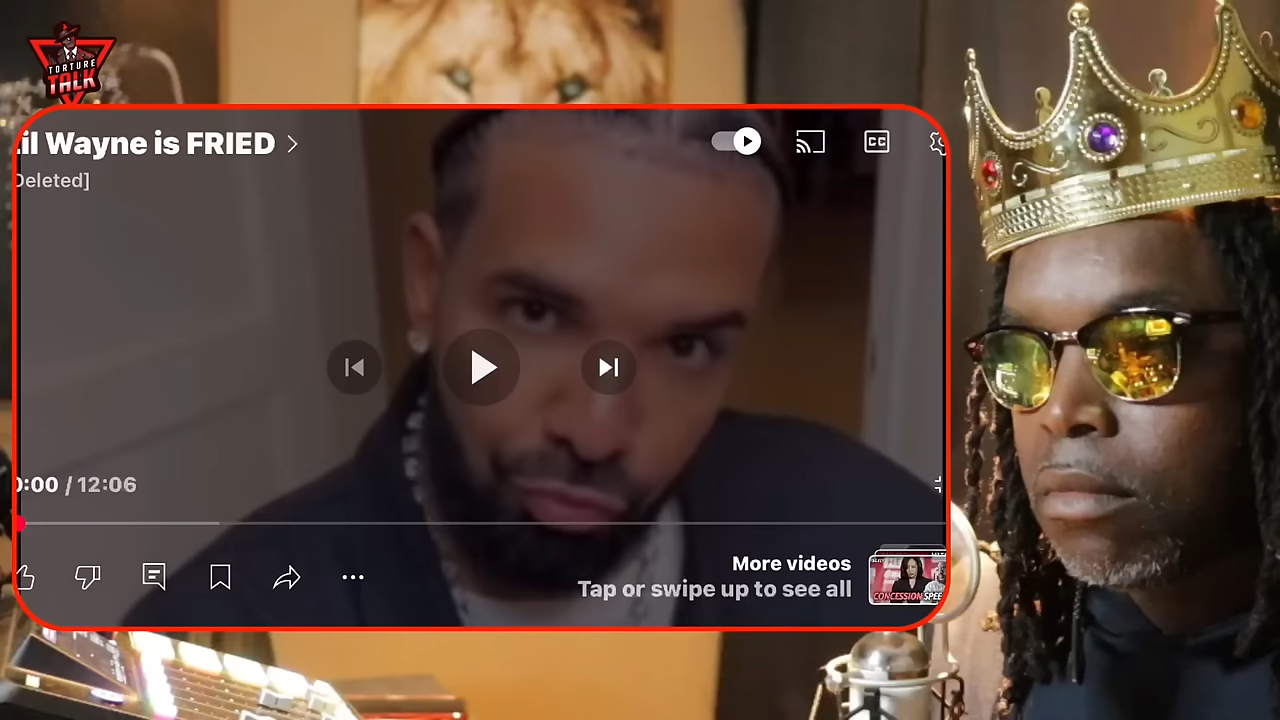 TORTURE
TALK
il Wayne is FRIED
Deleted]
CC
0:00 / 12:06
More videos
Tap or swipe up to see all
CONCESSION SPEE